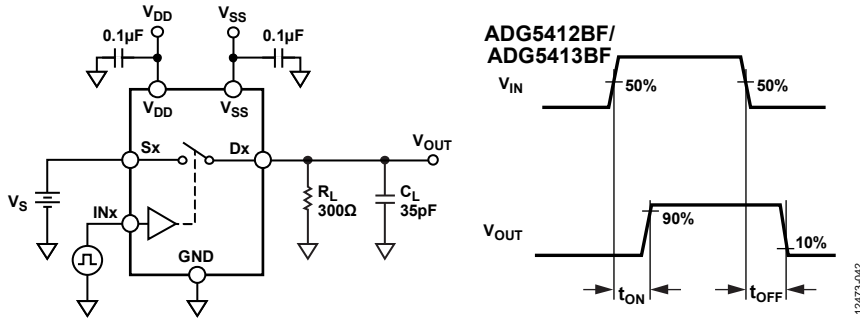 VDD
VSS
0.1µF
0.1µF
VDD
VSS
Sx
Dx
VOUT
VS
INx
RL
300Ω
CL
35pF
GND
ADG5412BF/
ADG5413BF
VIN
50%
50%
VOUT
90%
10%
tON
tOFF
12473-042